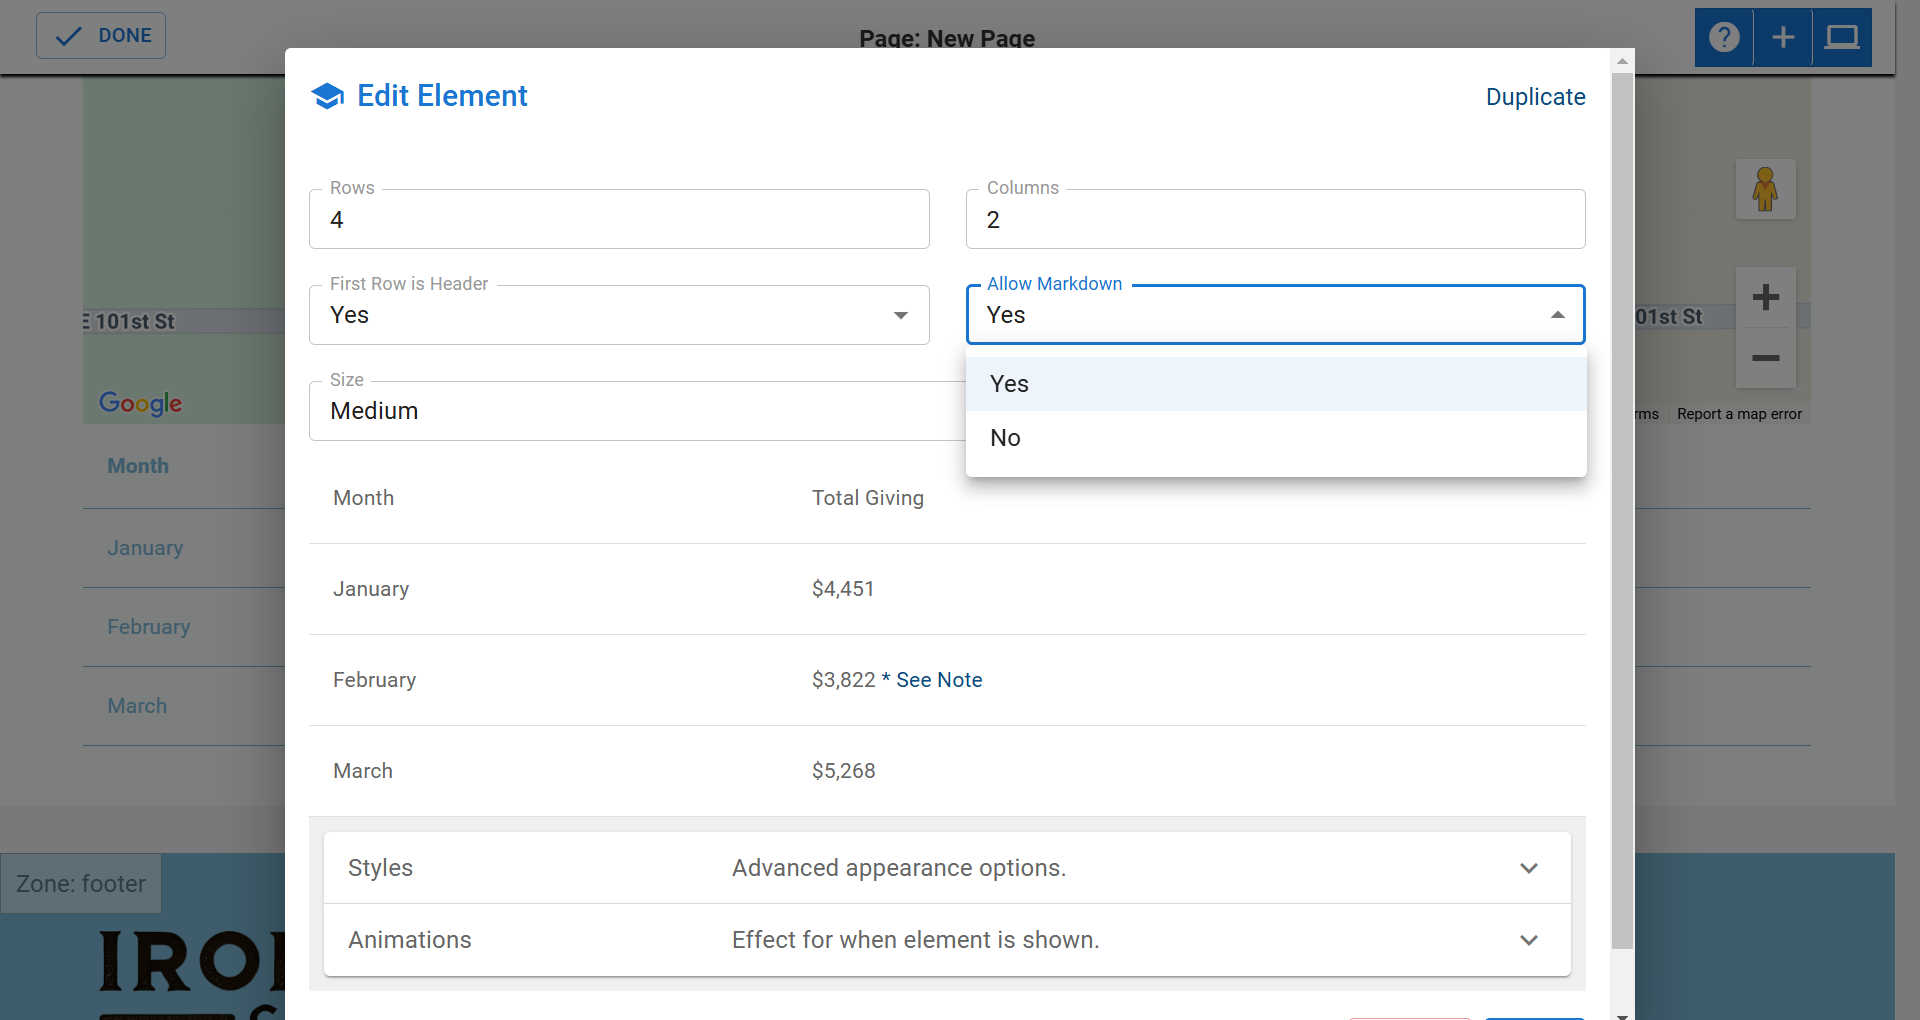 DONE
Page: New Page
Edit Element
Duplicate
Rows
4
Columns
2
First Row is Header
Yes
Allow Markdown
Yes
Yes
No
Size
Medium
Month
Total Giving
January
$4,451
February
$3,822 * See Note
March
$5,268
Styles
Advanced appearance options.
Animations
Effect for when element is shown.
E 101st St
01st St
Google
rms
Report a map error
Month
January
February
March
Zone: footer
IRO